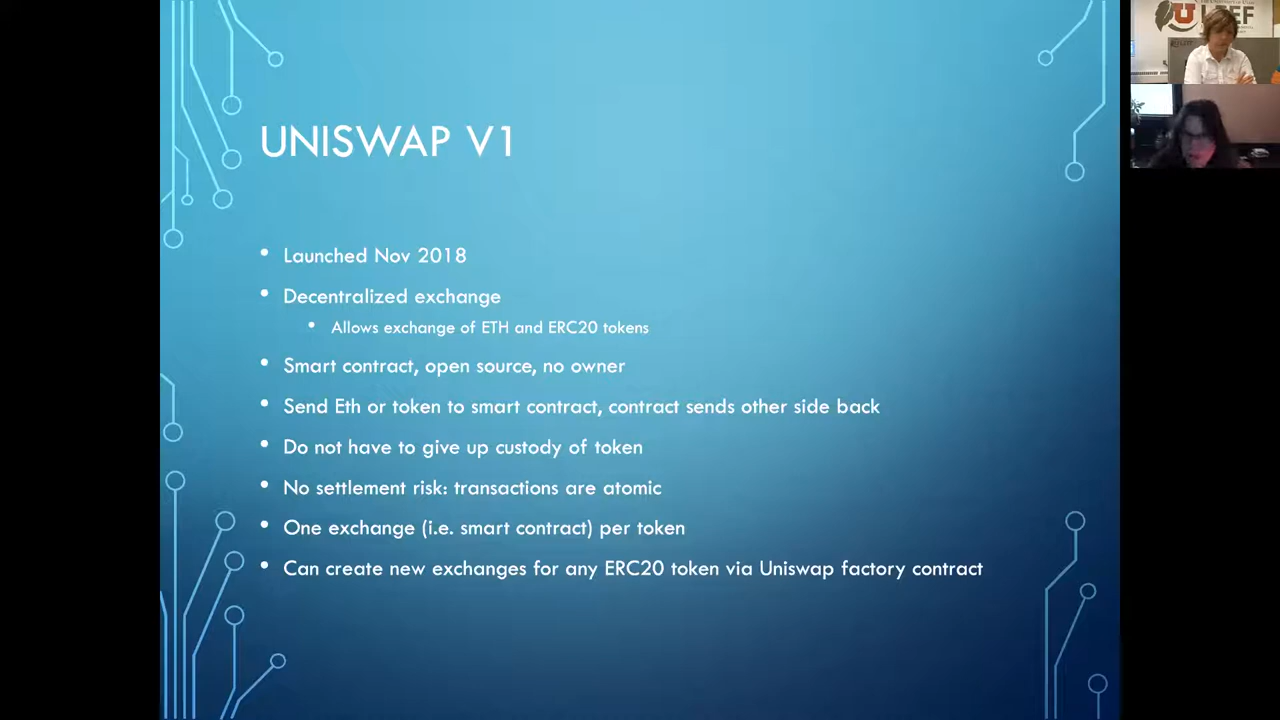 UNISWAP V1
• Launched Nov 2018
• Decentralized exchange
• Allows exchange of ETH and ERC20 tokens
• Smart contract, open source, no owner
• Send Eth or token to smart contract, contract sends other side back
• Do not have to give up custody of token
• No settlement risk: transactions are atomic
• One exchange (i.e. smart contract) per token
• Can create new exchanges for any ERC20 token via Uniswap factory contract